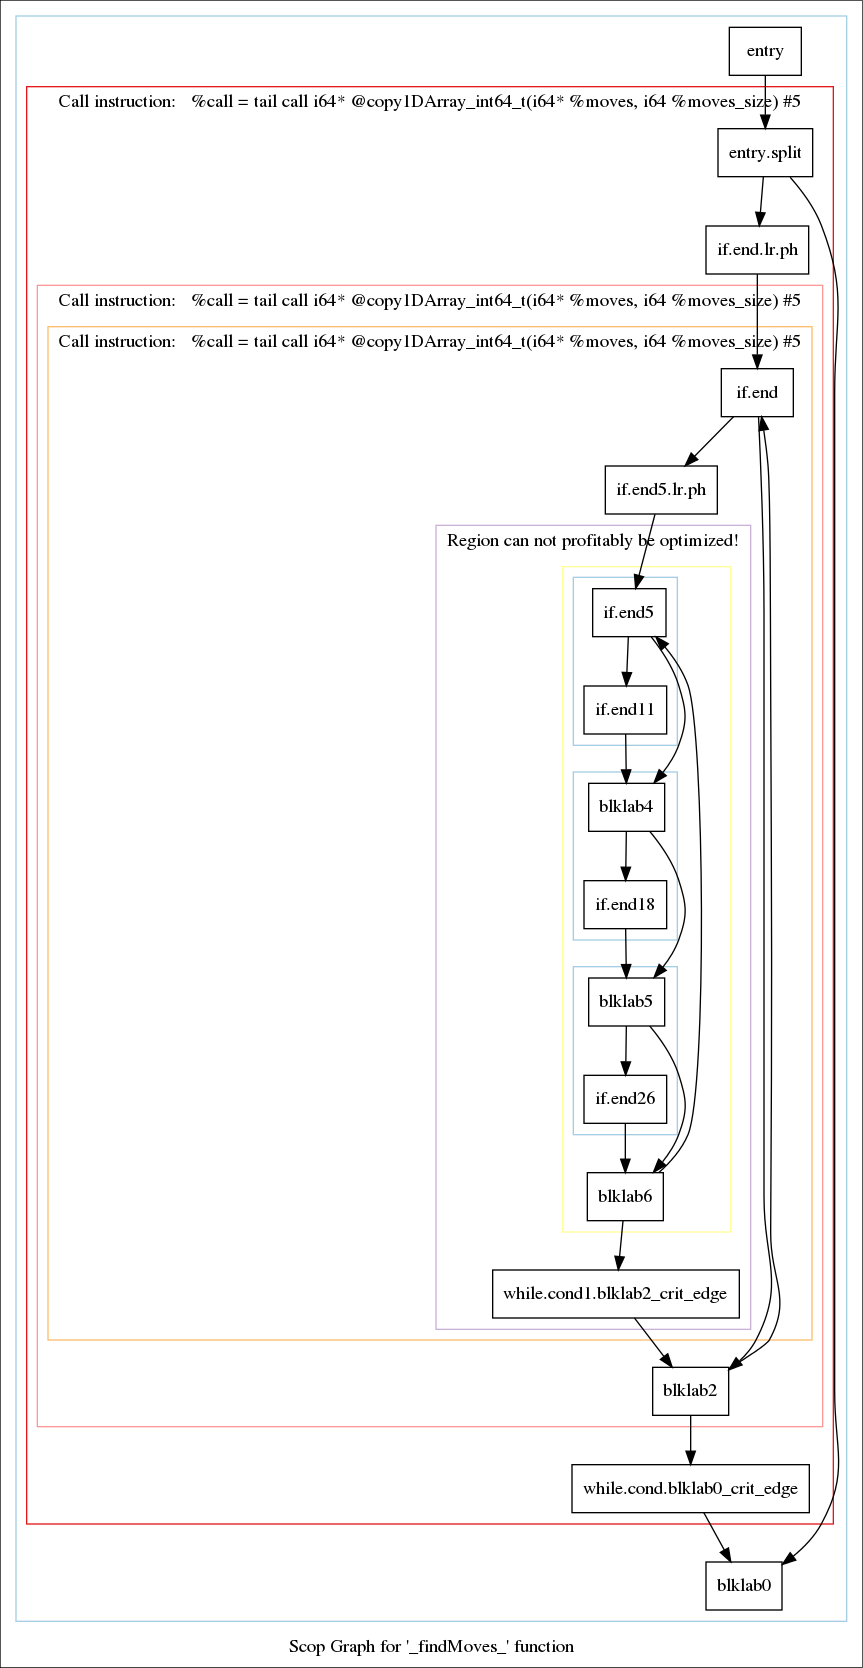 entry
Call instruction: %call = tail call i64* @copy1DArray_int64_t(i64* %moves, i64 %moves_size) #5
entry.split
if.end.lr.ph
Call instruction: %call = tail call i64* @copy1DArray_int64_t(i64* %moves, i64 %moves_size) #5
Call instruction: %call = tail call i64* @copy1DArray_int64_t(i64* %moves, i64 %moves_size) #5
if.end
if.end5.lr.ph
Region can not profitably be optimized!
if.end5
if.end11
blklab4
if.end18
blklab5
if.end26
blklab6
while.cond1.blklab2_crit_edge
blklab2
while.cond.blklab0_crit_edge
blklab0
Scop Graph for '_findMoves_' function